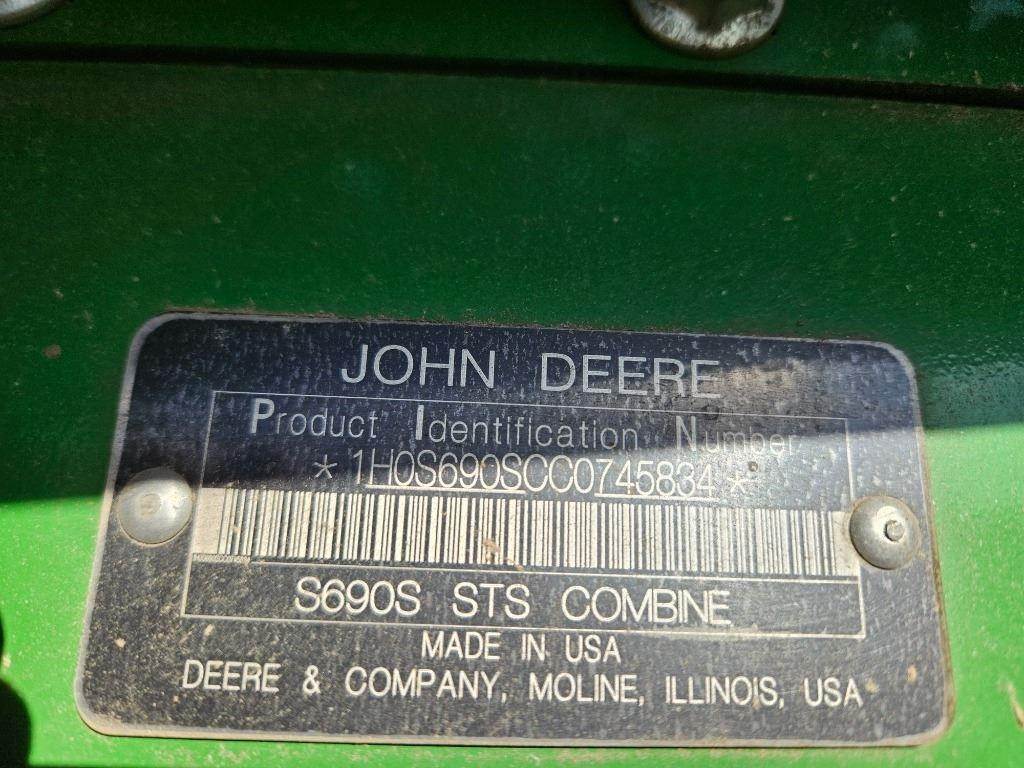 JOHN DEERE
Product Identification Number
*1H0S690SCC0745834*
S690S STS COMBINE
MADE IN USA
DEERE & COMPANY, MOLINE, ILLINOIS, USA